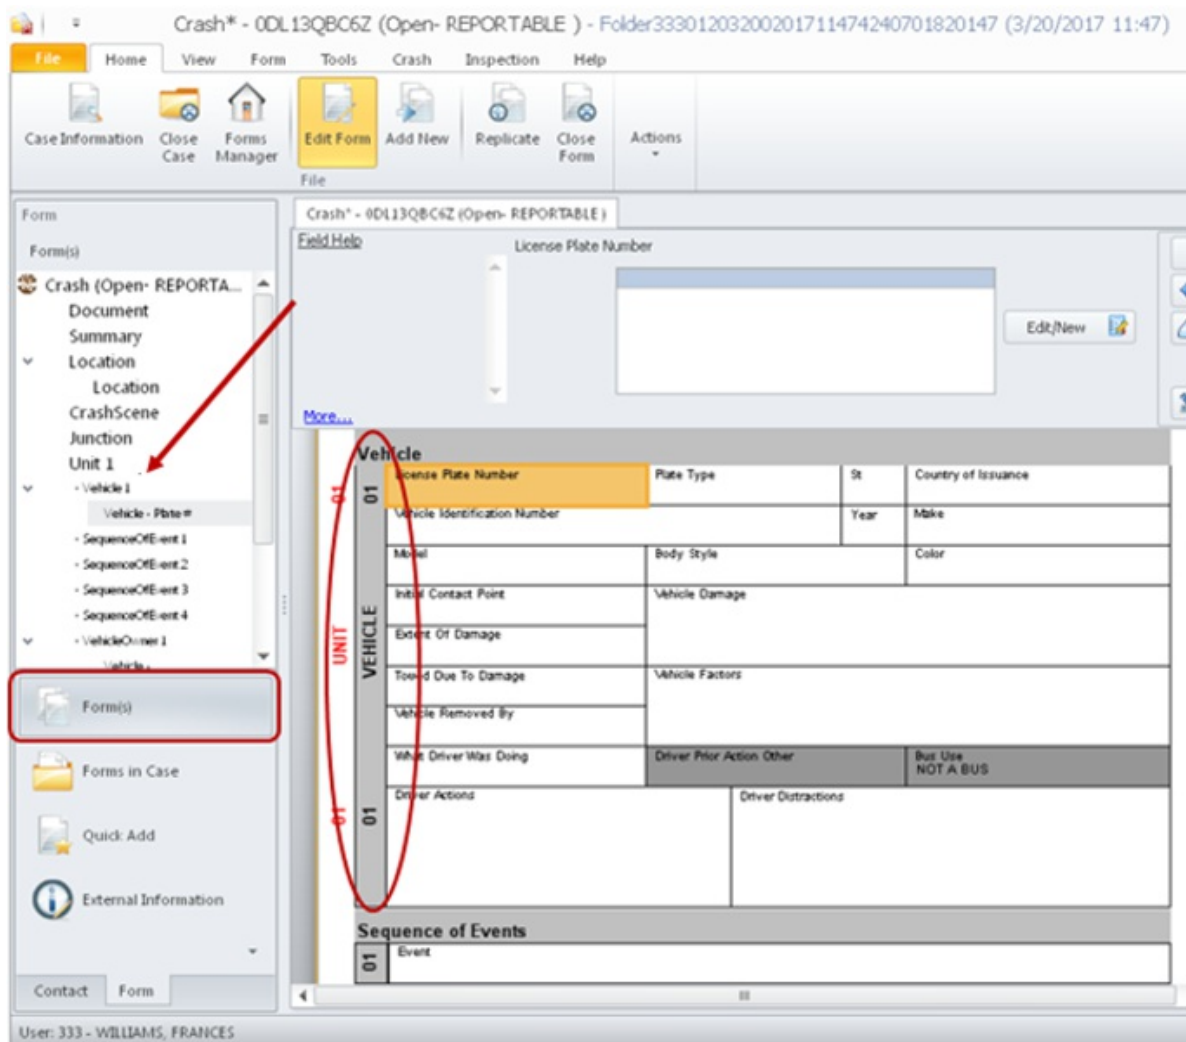 Crash* - 0DL13QBC6Z (Open- REPORTABLE ) - Folder3330120320020171147424070182​0147 (3/20/2017 11:47)
File Home View Form Tools Crash Inspection Help
Case Information Close Case Forms Manager Edit Form Add New Replicate Close Form Actions
File
Form
Form(s)
Crash (Open- REPORTA...
Document
Summary
Location
Location
CrashScene
Junction
Unit 1
- Vehicle 1
Vehicle - Plate #
- SequenceOfEvent 1
- SequenceOfEvent 2
- SequenceOfEvent 3
- SequenceOfEvent 4
- VehicleOwner 1
Vehicle -
Form(s)
Forms in Case
Quick Add
External Information
Contact Form
User: 333 - WILLIAMS, FRANCES
Crash* - 0DL13QBC6Z (Open- REPORTABLE )
Field Help
License Plate Number
Edit/New
More...
Vehicle
01 UNIT 01
01 VEHICLE 01
License Plate Number Plate Type St Country of Issuance
Vehicle Identification Number Year Make
Model Body Style Color
Initial Contact Point Vehicle Damage
Extent Of Damage
Towed Due To Damage Vehicle Factors
Vehicle Removed By
What Driver Was Doing Driver Prior Action Other Bus Use
NOT A BUS
Driver Actions Driver Distractions
Sequence of Events
01 Event